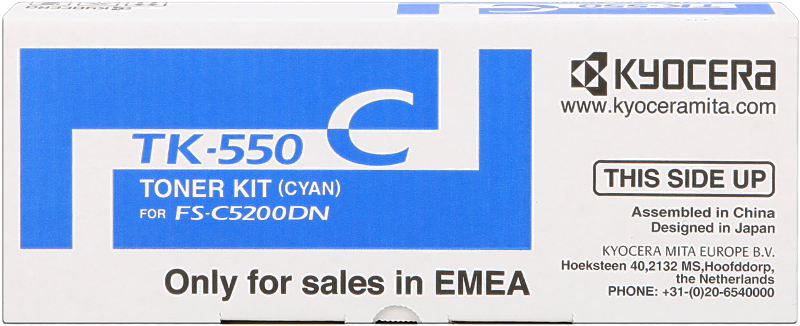 TK-550
KYOCERA
www.kyoceramita.com
TK-550 C
TONER KIT (CYAN)
FOR FS-C5200DN
THIS SIDE UP
Assembled in China
Designed in Japan
KYOCERA MITA EUROPE B.V.
Hoeksteen 40,2132 MS,Hoofddorp,
the Netherlands
PHONE: +31-(0)20-6540000
Only for sales in EMEA